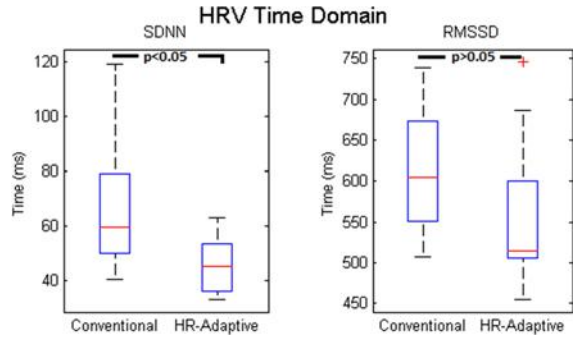 HRV Time Domain
SDNN
p<0.05
120
100
80
60
40
Time (ms)
Conventional HR-Adaptive
RMSSD
p>0.05
750
700
650
600
550
500
450
Time (ms)
Conventional HR-Adaptive